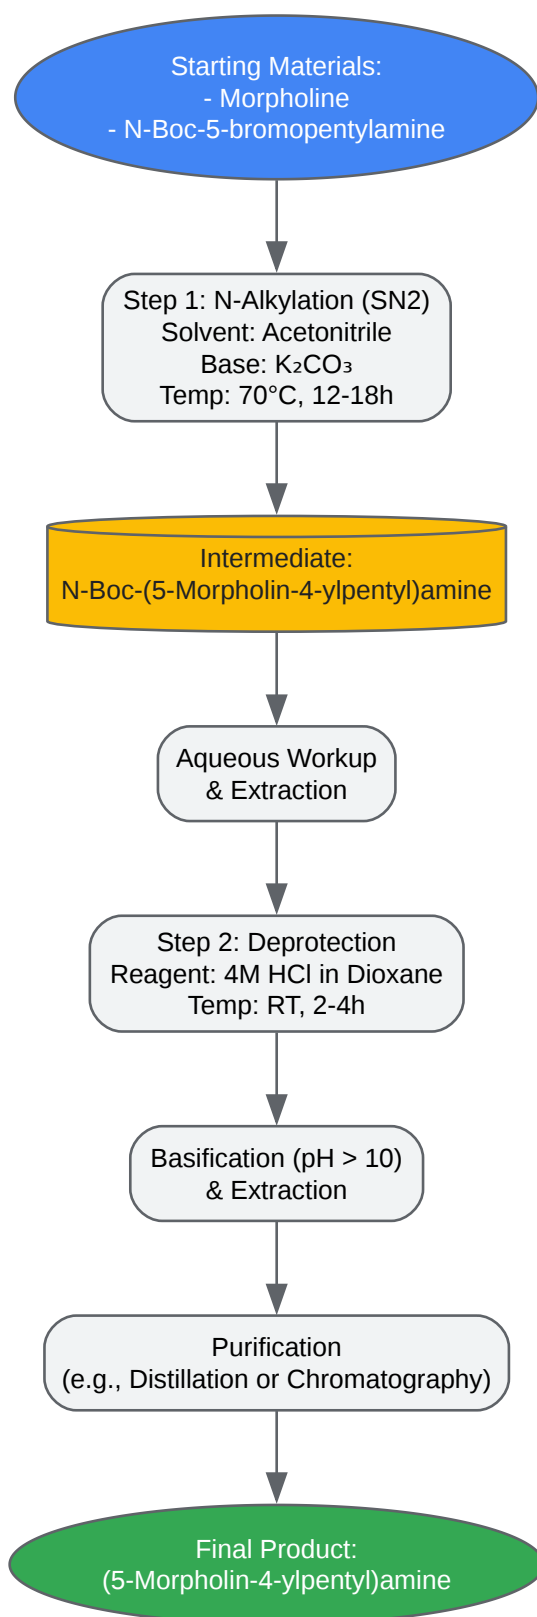 Starting Materials:
- Morpholine
- N-Boc-5-bromopentylamine
Step 1: N-Alkylation (SN2)
Solvent: Acetonitrile
Base: K₂CO₃
Temp: 70°C, 12-18h
Intermediate:
N-Boc-(5-Morpholin-4-ylpentyl)amine
Aqueous Workup
& Extraction
Step 2: Deprotection
Reagent: 4M HCl in Dioxane
Temp: RT, 2-4h
Basification (pH > 10)
& Extraction
Purification
(e.g., Distillation or Chromatography)
Final Product:
(5-Morpholin-4-ylpentyl)amine